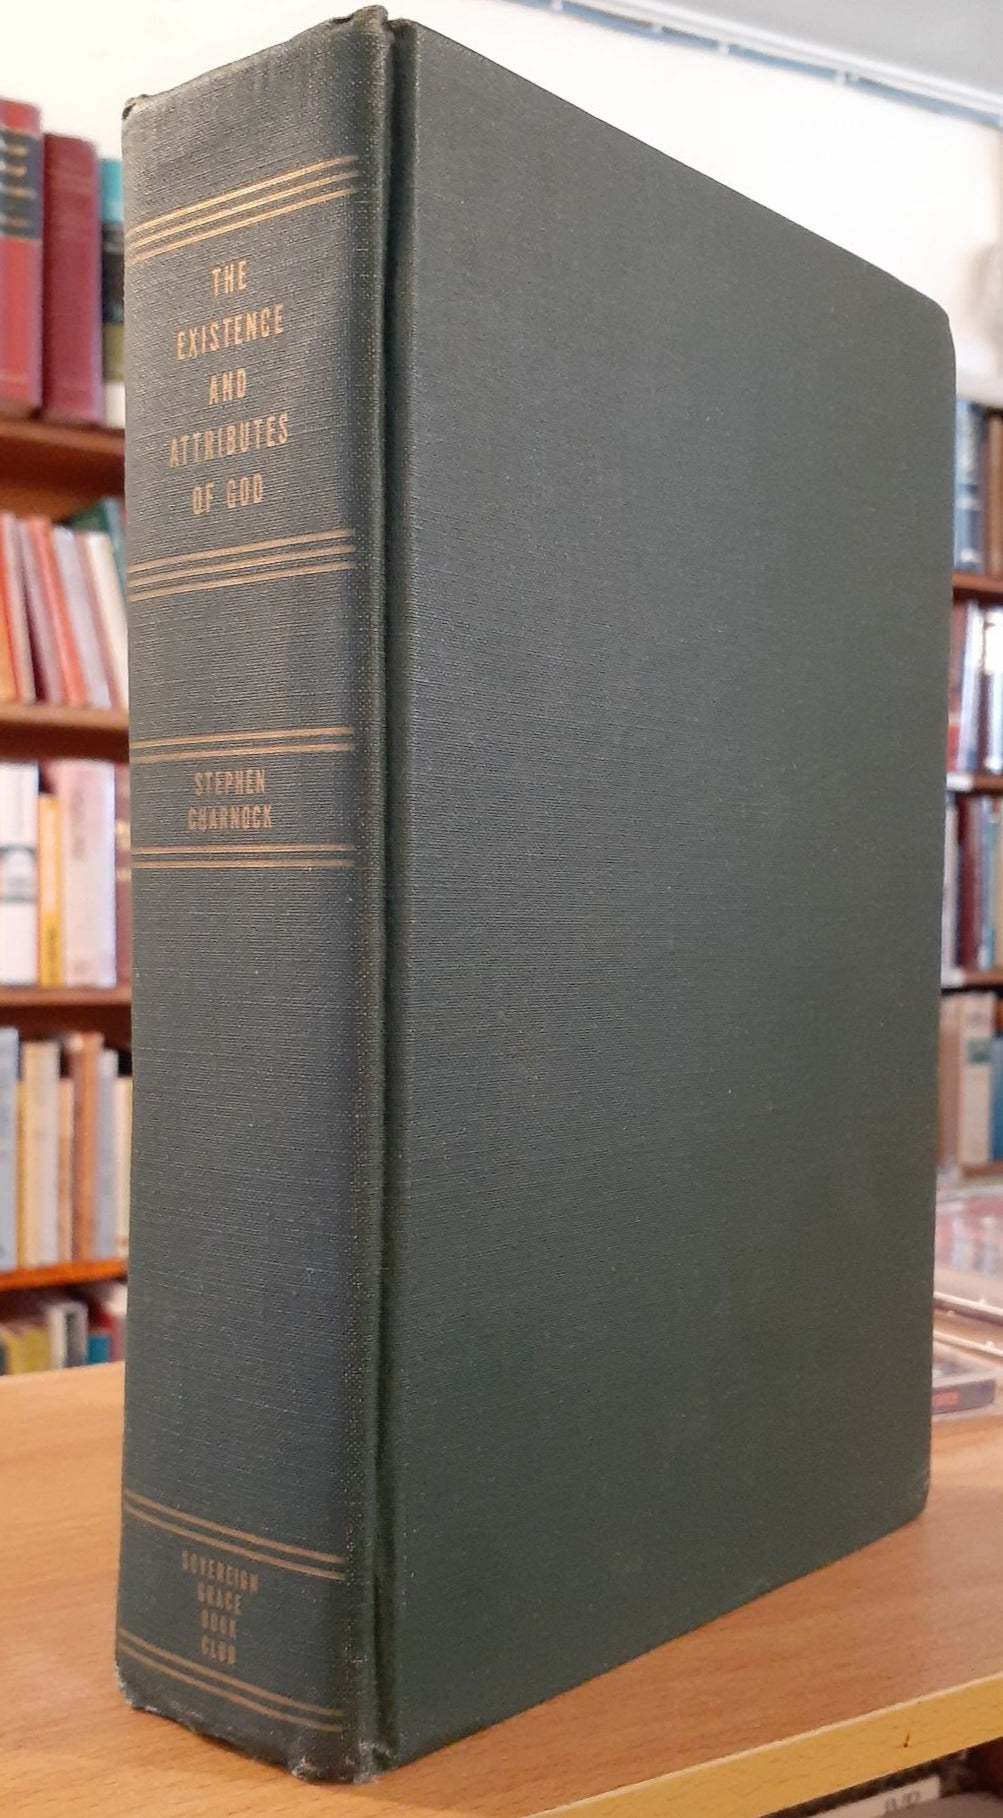 THE
EXISTENCE
AND
ATTRIBUTES
OF GOD
STEPHEN
CHARNOCK
SOVEREIGN
GRACE
BOOK
CLUB